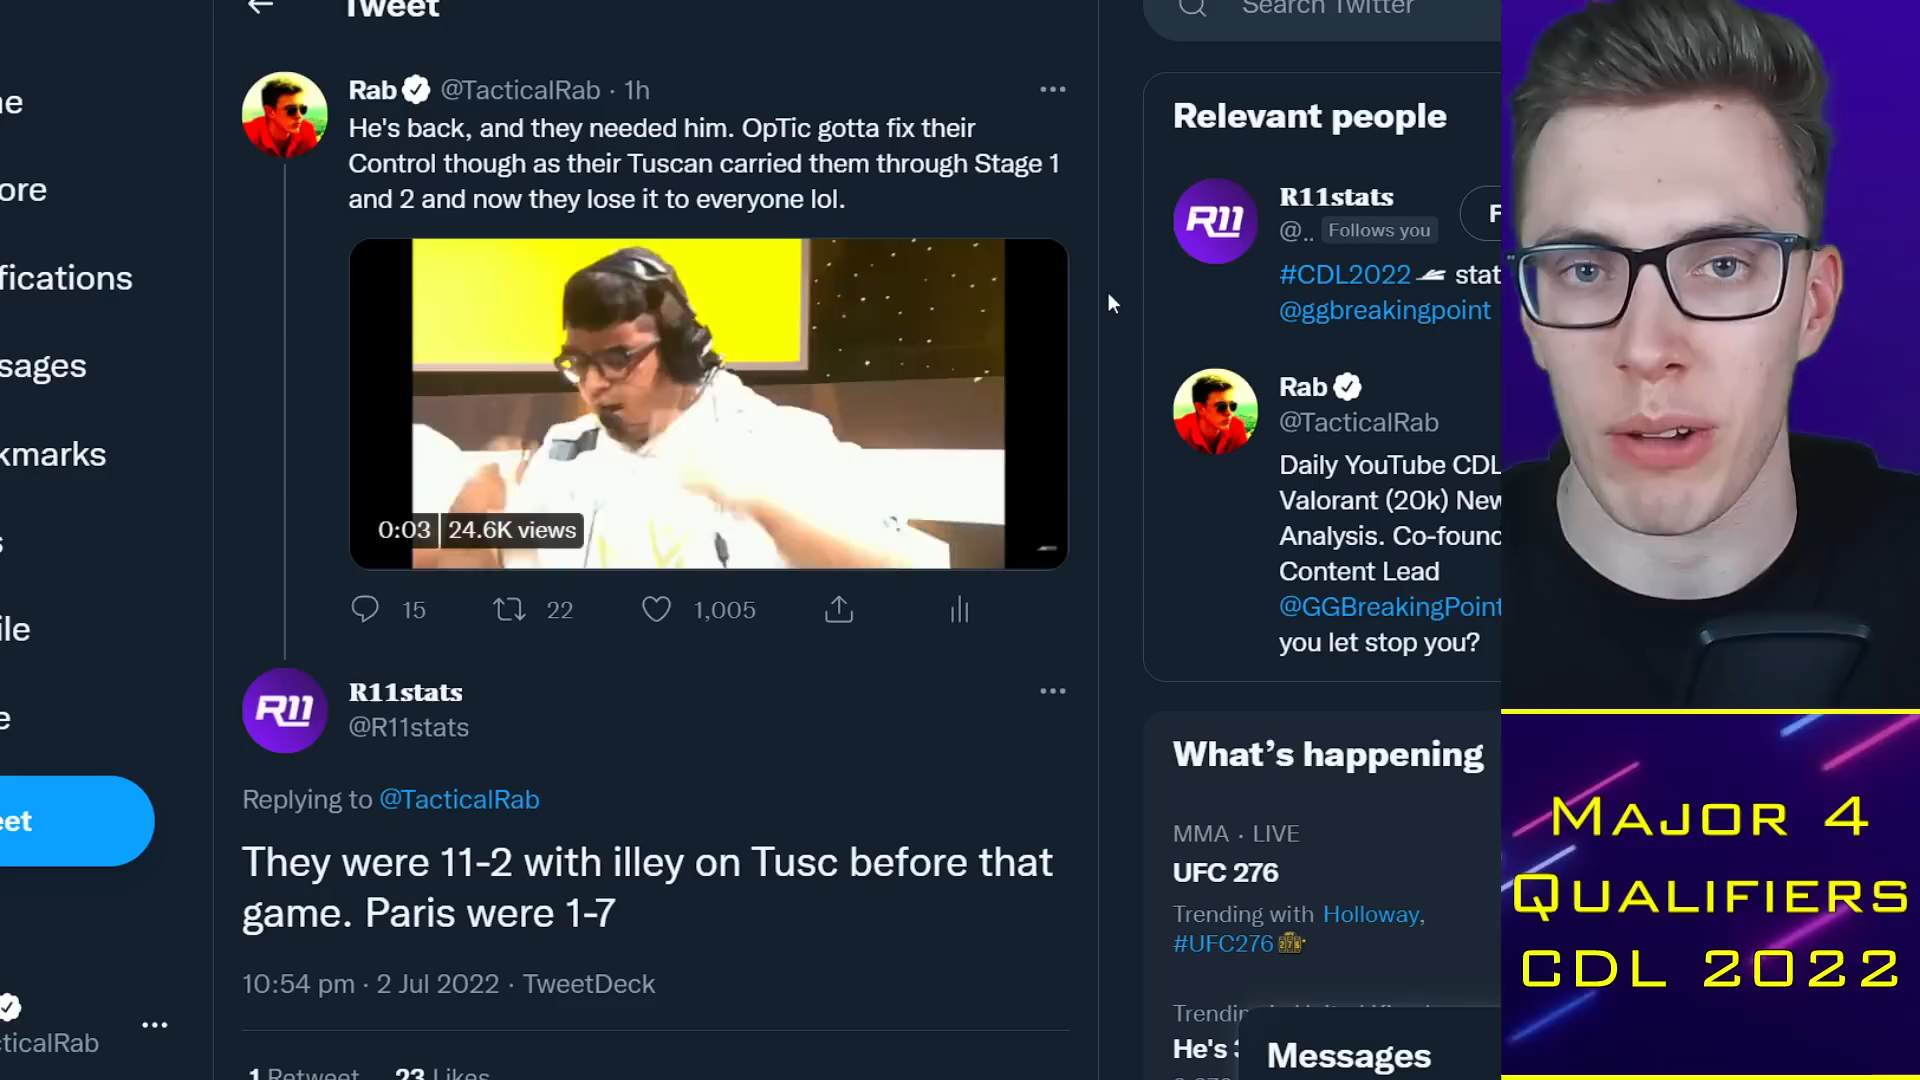 Tweet
Search Twitter
Rab @TacticalRab · 1h
He's back, and they needed him. OpTic gotta fix their
Control though as their Tuscan carried them through Stage 1
and 2 and now they lose it to everyone lol.
0:03 24.6K views
15 22 1,005
R11stats
@R11stats
Replying to @TacticalRab
They were 11-2 with illey on Tusc before that
game. Paris were 1-7
10:54 pm · 2 Jul 2022 · TweetDeck
1 Retweet 23 Likes
ne
ore
fications
sages
kmarks
s
ile
e
eet
cticalRab
Relevant people
R11
R11stats
@.. Follows you
F
#CDL2022 stat
@ggbreakingpoint
Rab
@TacticalRab
Daily YouTube CDL
Valorant (20k) New
Analysis. Co-founc
Content Lead
@GGBreakingPoint
you let stop you?
What's happening
MMA · LIVE
UFC 276
Trending with Holloway,
#UFC276
He's
Messages
R11
MAJOR 4
QUALIFIERS
CDL 2022